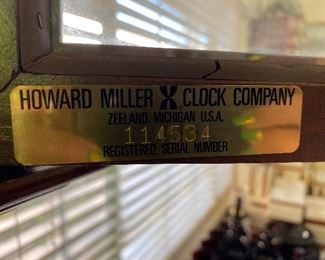 HOWARD MILLER CLOCK COMPANY
ZEELAND, MICHIGAN U.S.A.
114534
REGISTERED SERIAL NUMBER